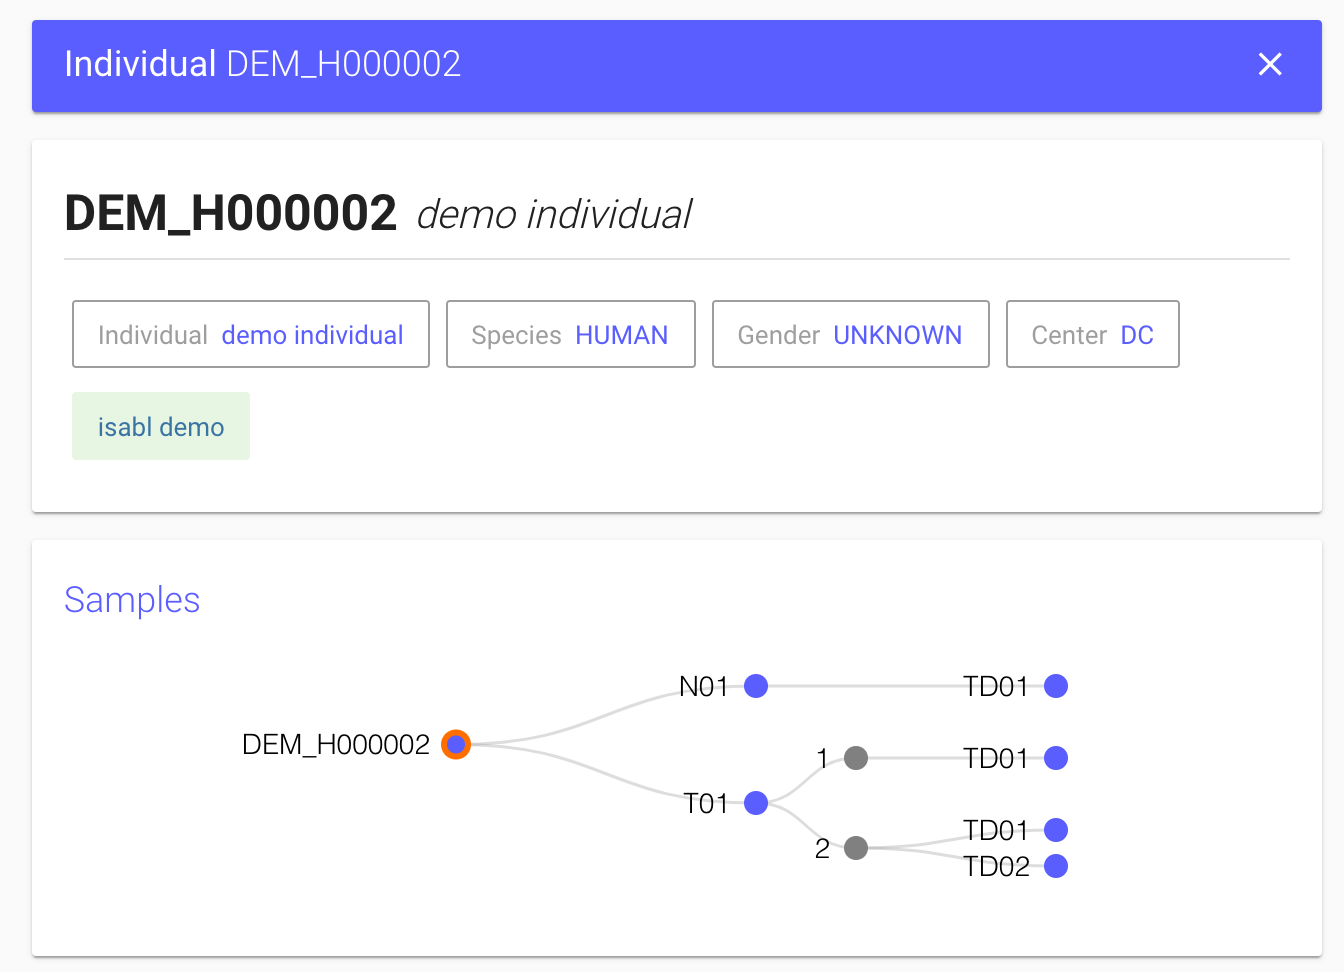 Individual DEM_H000002
DEM_H000002 demo individual
Individual demo individual Species HUMAN Gender UNKNOWN Center DC
isabl demo
Samples
N01 TD01
DEM_H000002
1 TD01
T01
TD01
2
TD02